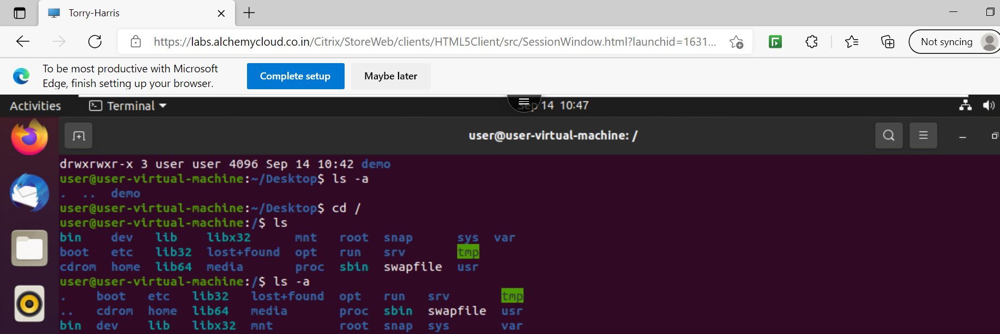 Torry-Harris
https://labs.alchemycloud.co.in/Citrix/StoreWeb/clients/HTML5Client/src/SessionWindow.html?launchid=1631...
Not syncing
To be most productive with Microsoft
Edge, finish setting up your browser.
Complete setup
Maybe later
Activities
Terminal
Sep 14 10:47
user@user-virtual-machine: /
drwxrwxr-x 3 user user 4096 Sep 14 10:42 demo
user@user-virtual-machine:~/Desktop$ ls -a
. .. demo
user@user-virtual-machine:~/Desktop$ cd /
user@user-virtual-machine:/$ ls
bin dev lib libx32 mnt root snap sys var
boot etc lib32 lost+found opt run srv tmp
cdrom home lib64 media proc sbin swapfile usr
user@user-virtual-machine:/$ ls -a
. boot etc lib32 lost+found opt run srv tmp
.. cdrom home lib64 media proc sbin swapfile usr
bin dev lib libx32 mnt root snap sys var